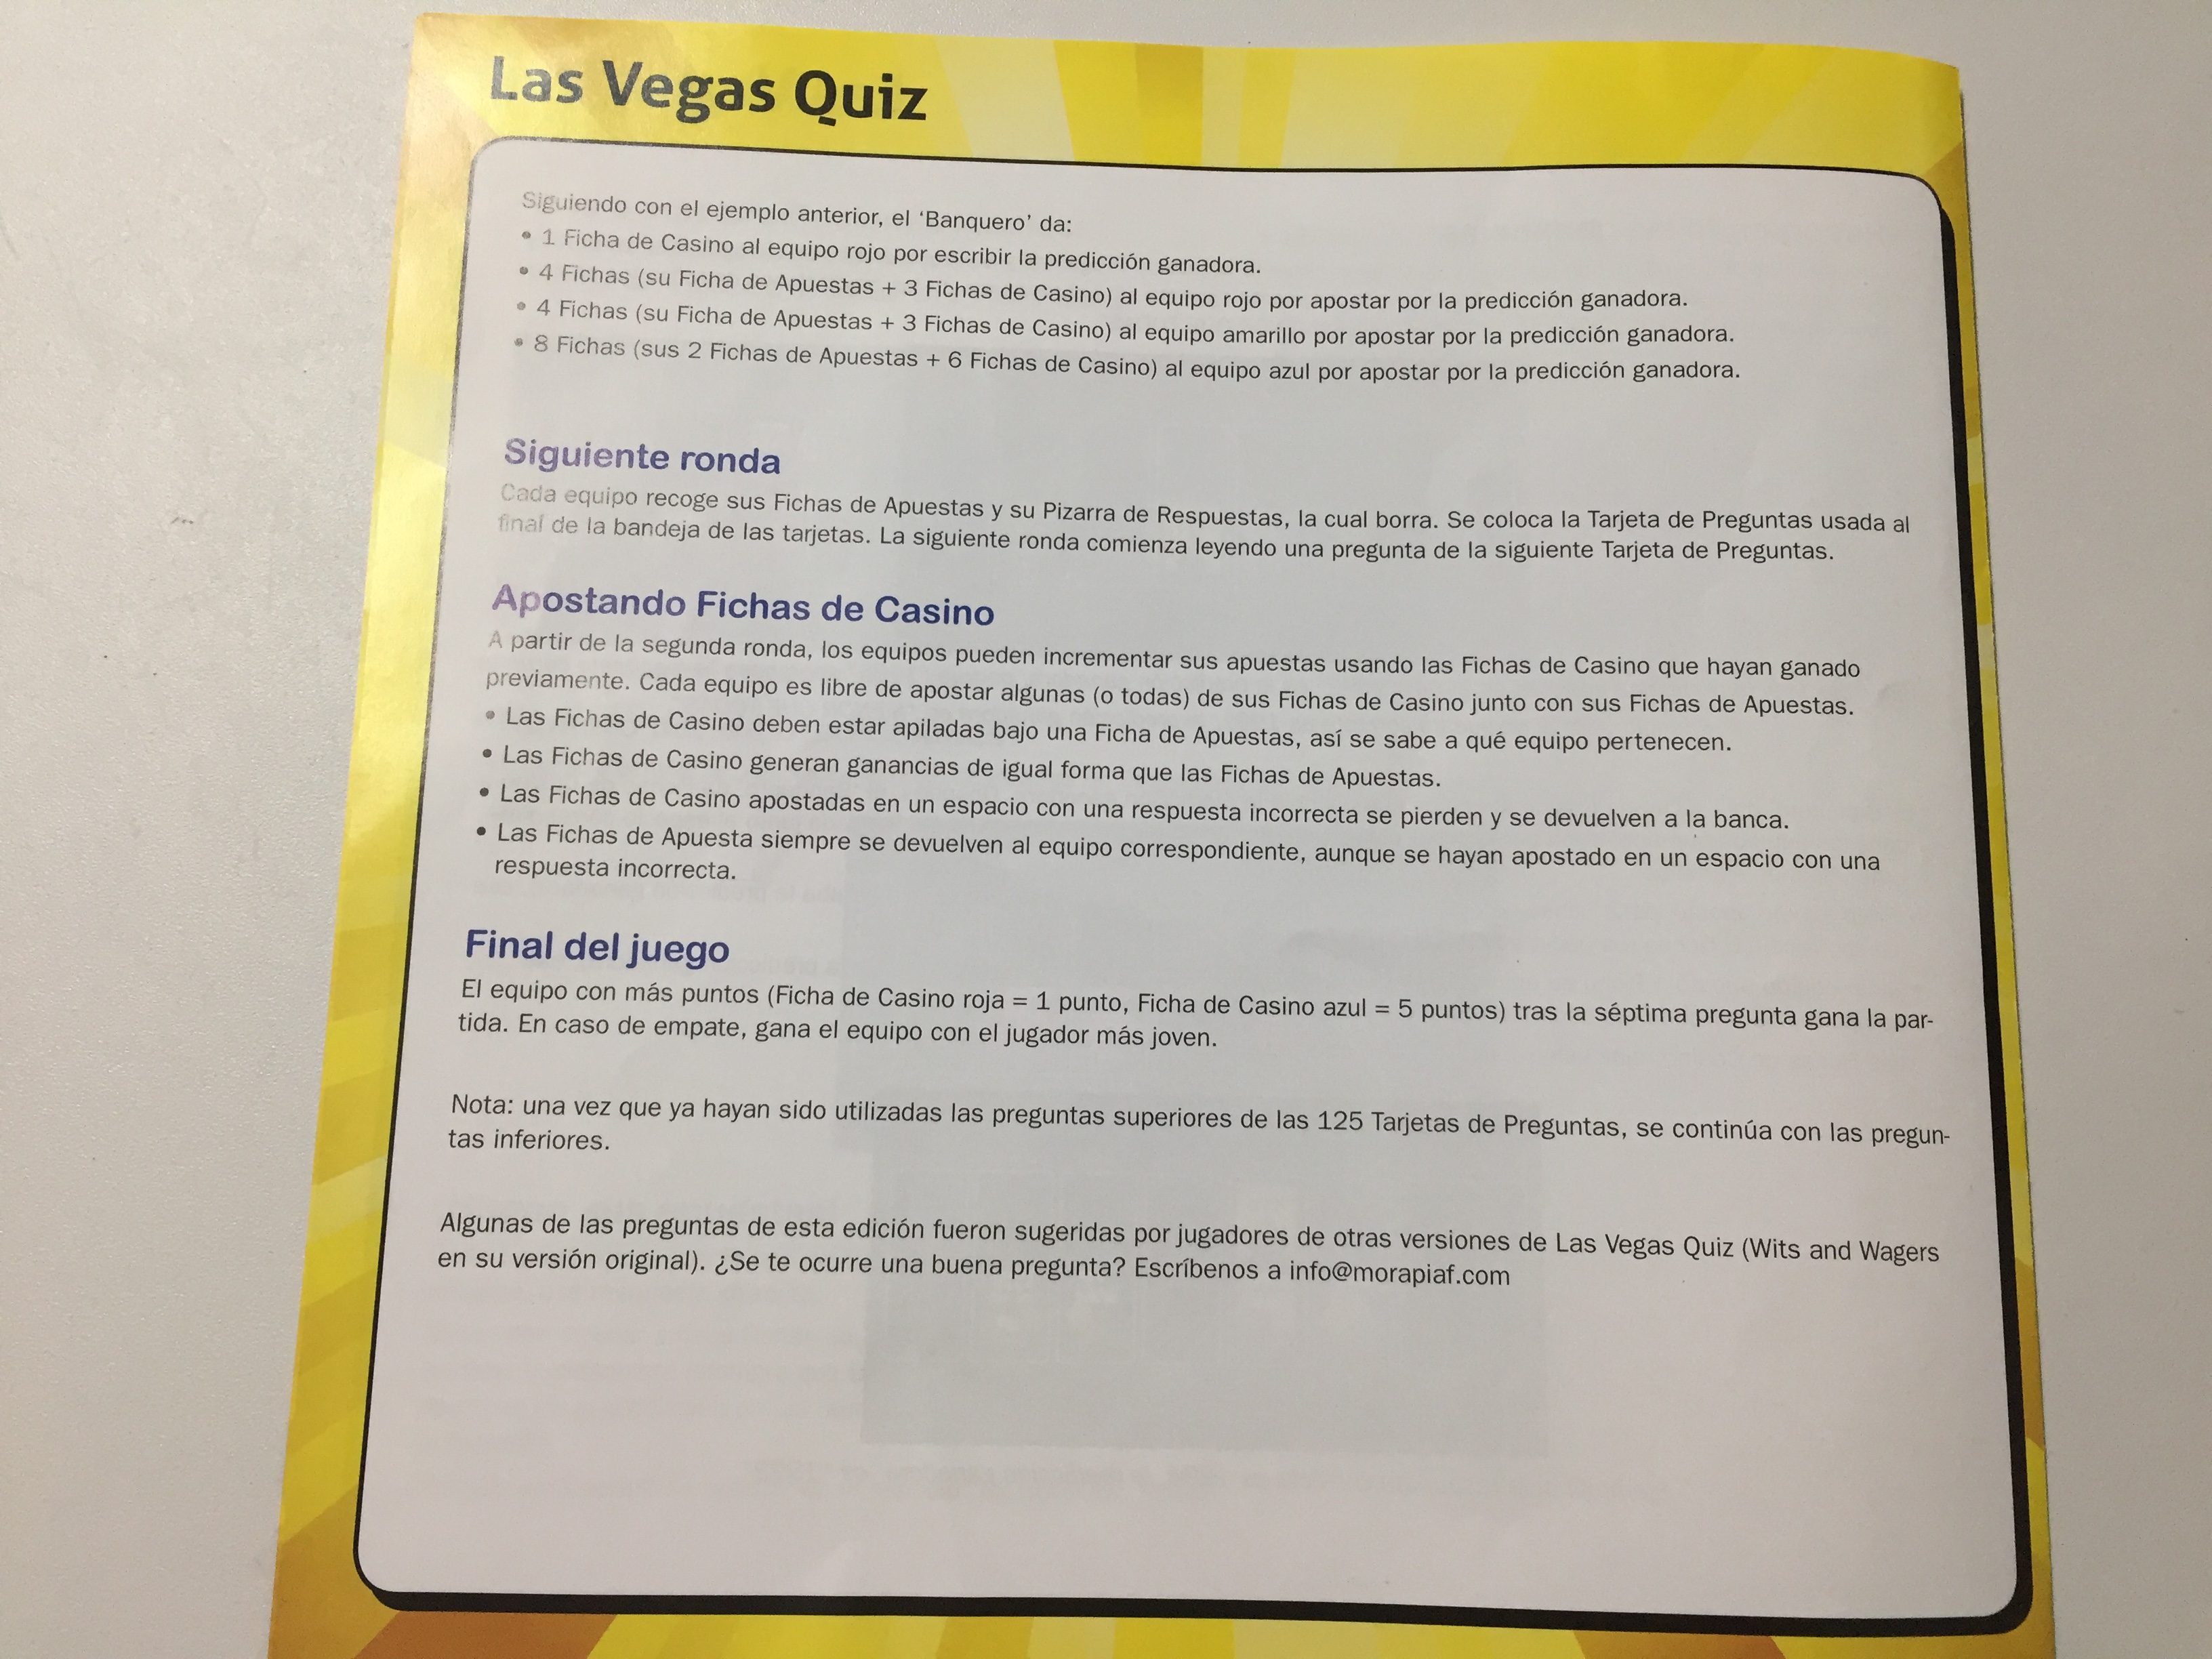 Las Vegas Quiz
Siguiendo con el ejemplo anterior, el ‘Banquero’ da:
• 1 Ficha de Casino al equipo rojo por escribir la predicción ganadora.
• 4 Fichas (su Ficha de Apuestas + 3 Fichas de Casino) al equipo rojo por apostar por la predicción ganadora.
• 4 Fichas (su Ficha de Apuestas + 3 Fichas de Casino) al equipo amarillo por apostar por la predicción ganadora.
• 8 Fichas (sus 2 Fichas de Apuestas + 6 Fichas de Casino) al equipo azul por apostar por la predicción ganadora.
Siguiente ronda
Cada equipo recoge sus Fichas de Apuestas y su Pizarra de Respuestas, la cual borra. Se coloca la Tarjeta de Preguntas usada al
final de la bandeja de las tarjetas. La siguiente ronda comienza leyendo una pregunta de la siguiente Tarjeta de Preguntas.
Apostando Fichas de Casino
A partir de la segunda ronda, los equipos pueden incrementar sus apuestas usando las Fichas de Casino que hayan ganado
previamente. Cada equipo es libre de apostar algunas (o todas) de sus Fichas de Casino junto con sus Fichas de Apuestas.
• Las Fichas de Casino deben estar apiladas bajo una Ficha de Apuestas, así se sabe a qué equipo pertenecen.
• Las Fichas de Casino generan ganancias de igual forma que las Fichas de Apuestas.
• Las Fichas de Casino apostadas en un espacio con una respuesta incorrecta se pierden y se devuelven a la banca.
• Las Fichas de Apuesta siempre se devuelven al equipo correspondiente, aunque se hayan apostado en un espacio con una
respuesta incorrecta.
Final del juego
El equipo con más puntos (Ficha de Casino roja = 1 punto, Ficha de Casino azul = 5 puntos) tras la séptima pregunta gana la par-
tida. En caso de empate, gana el equipo con el jugador más joven.
Nota: una vez que ya hayan sido utilizadas las preguntas superiores de las 125 Tarjetas de Preguntas, se continúa con las pregun-
tas inferiores.
Algunas de las preguntas de esta edición fueron sugeridas por jugadores de otras versiones de Las Vegas Quiz (Wits and Wagers
en su versión original). ¿Se te ocurre una buena pregunta? Escríbenos a info@morapiaf.com